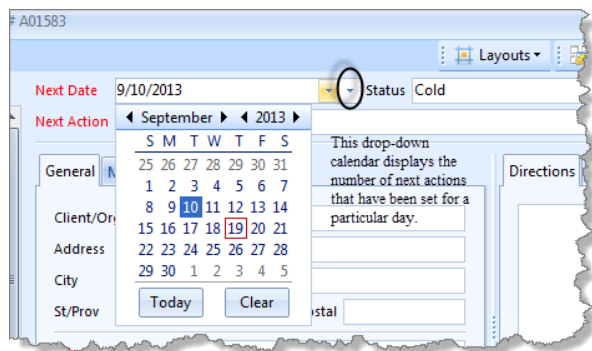 # A01583
Layouts
Next Date 9/10/2013 Status Cold
Next Action
September 2013
S M T W T F S
25 26 27 28 29 30 31
1 2 3 4 5 6 7
8 9 10 11 12 13 14
15 16 17 18 19 20 21
22 23 24 25 26 27 28
29 30 1 2 3 4 5
Today Clear
This drop-down
calendar displays the
number of next actions
that have been set for a
particular day.
General N
Directions
Client/Or
Address
City
St/Prov ostal